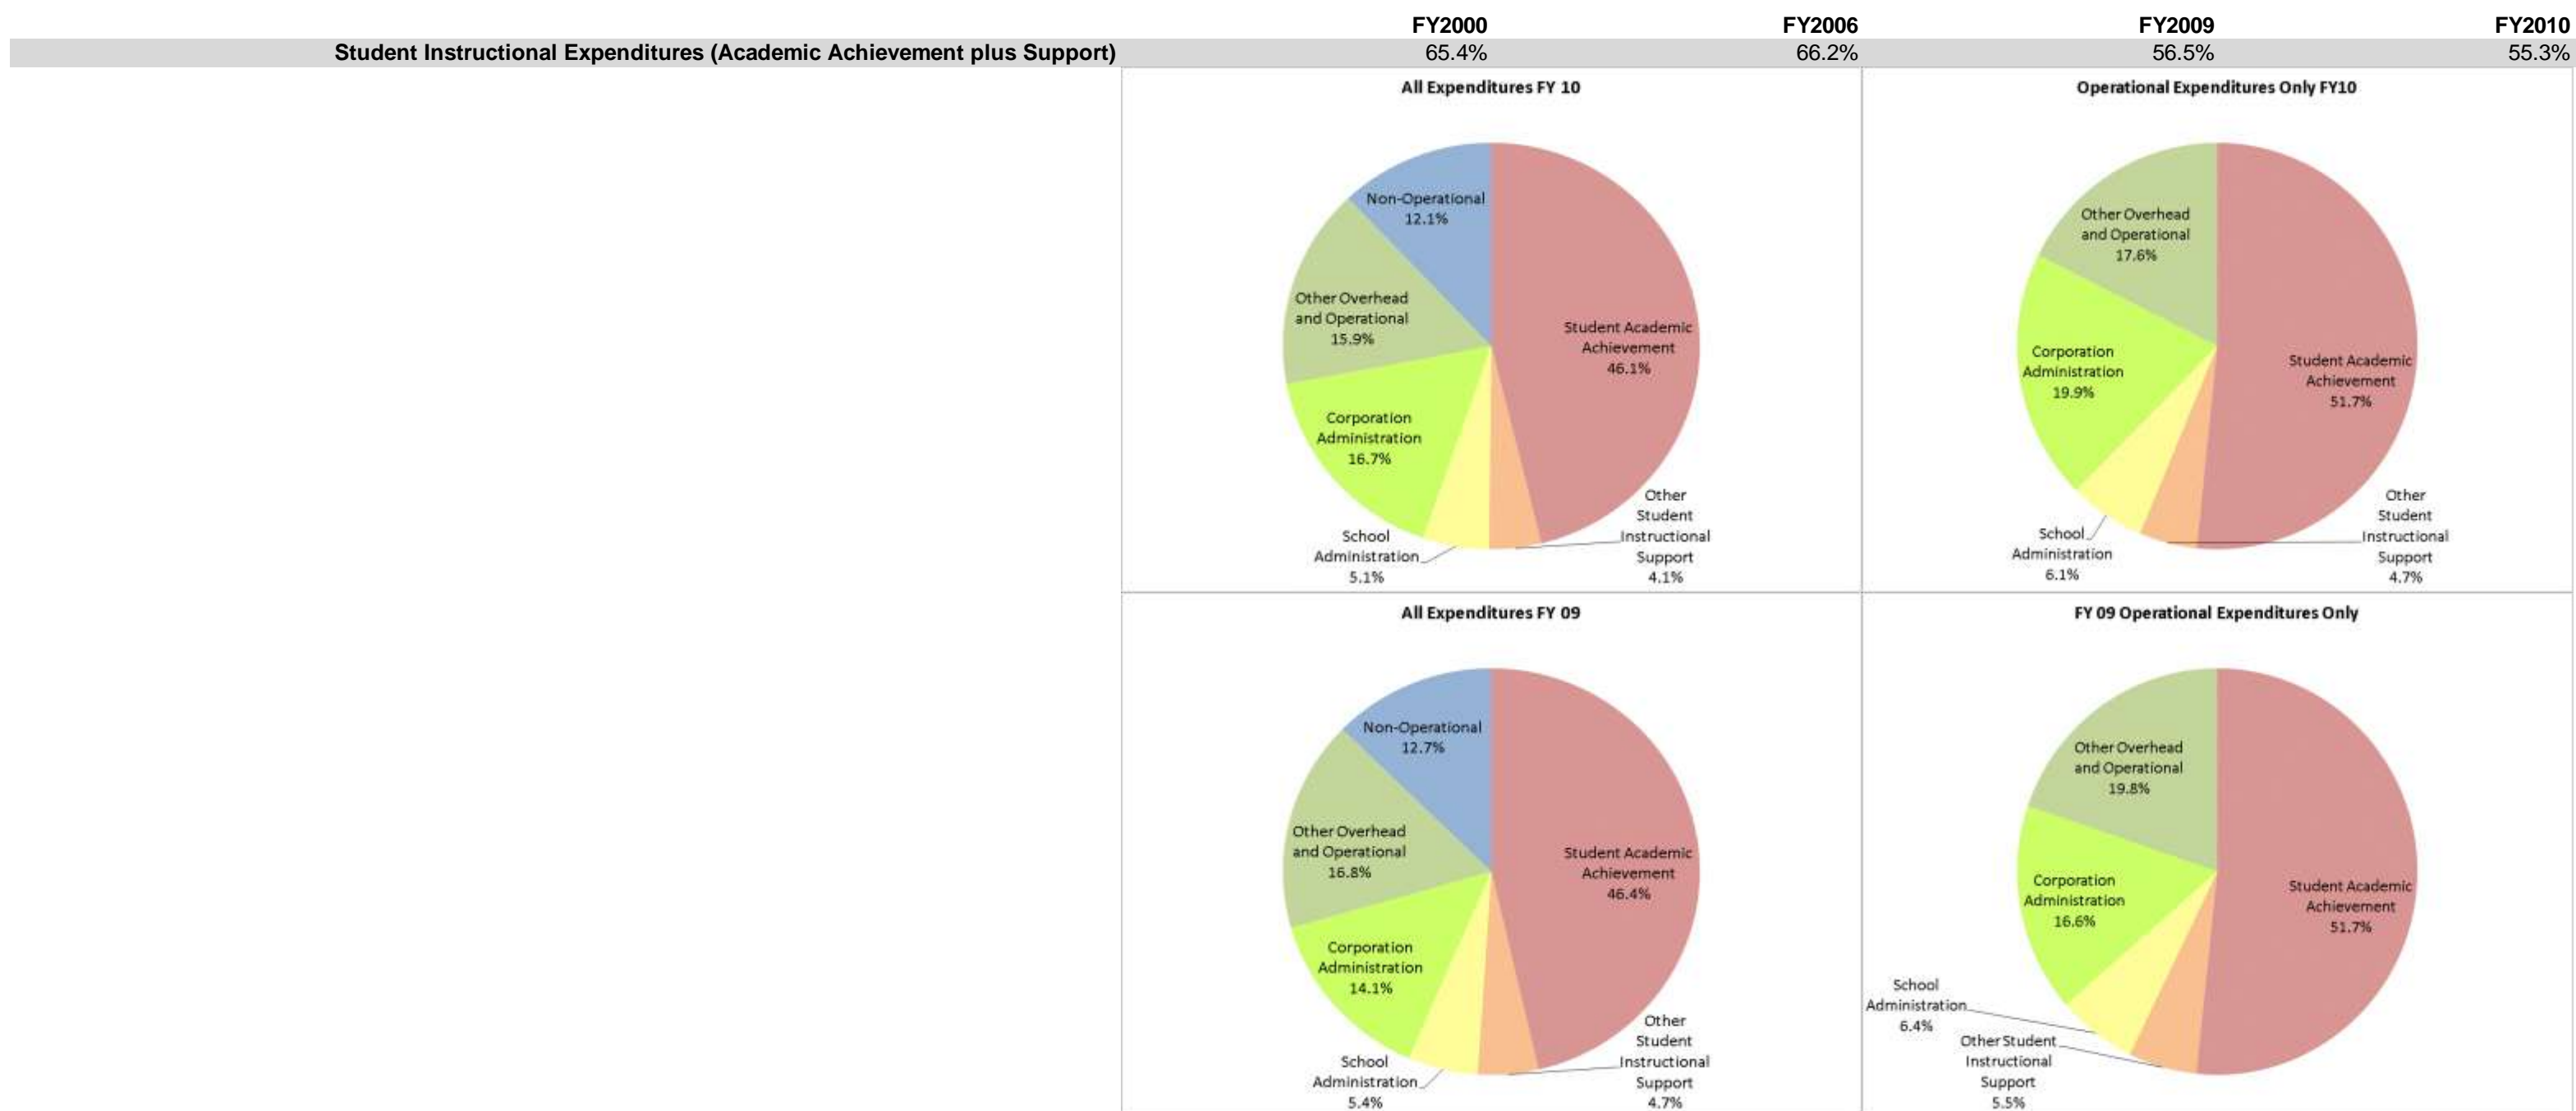 FY2000 FY2006 FY2009 FY2010
Student Instructional Expenditures (Academic Achievement plus Support) 65.4% 66.2% 56.5% 55.3%
All Expenditures FY 10
Non-Operational
12.1%
Other Overhead
and Operational
15.9%
Student Academic
Achievement
46.1%
Corporation
Administration
16.7%
School
Administration
5.1%
Other
Student
Instructional
Support
4.1%
Operational Expenditures Only FY10
Other Overhead
and Operational
17.6%
Corporation
Administration
19.9%
Student Academic
Achievement
51.7%
School
Administration
6.1%
Other
Student
Instructional
Support
4.7%
All Expenditures FY 09
Non-Operational
12.7%
Other Overhead
and Operational
16.8%
Student Academic
Achievement
46.4%
Corporation
Administration
14.1%
School
Administration
5.4%
Other
Student
Instructional
Support
4.7%
FY 09 Operational Expenditures Only
Other Overhead
and Operational
19.8%
Corporation
Administration
16.6%
Student Academic
Achievement
51.7%
School
Administration
6.4%
Other Student
Instructional
Support
5.5%